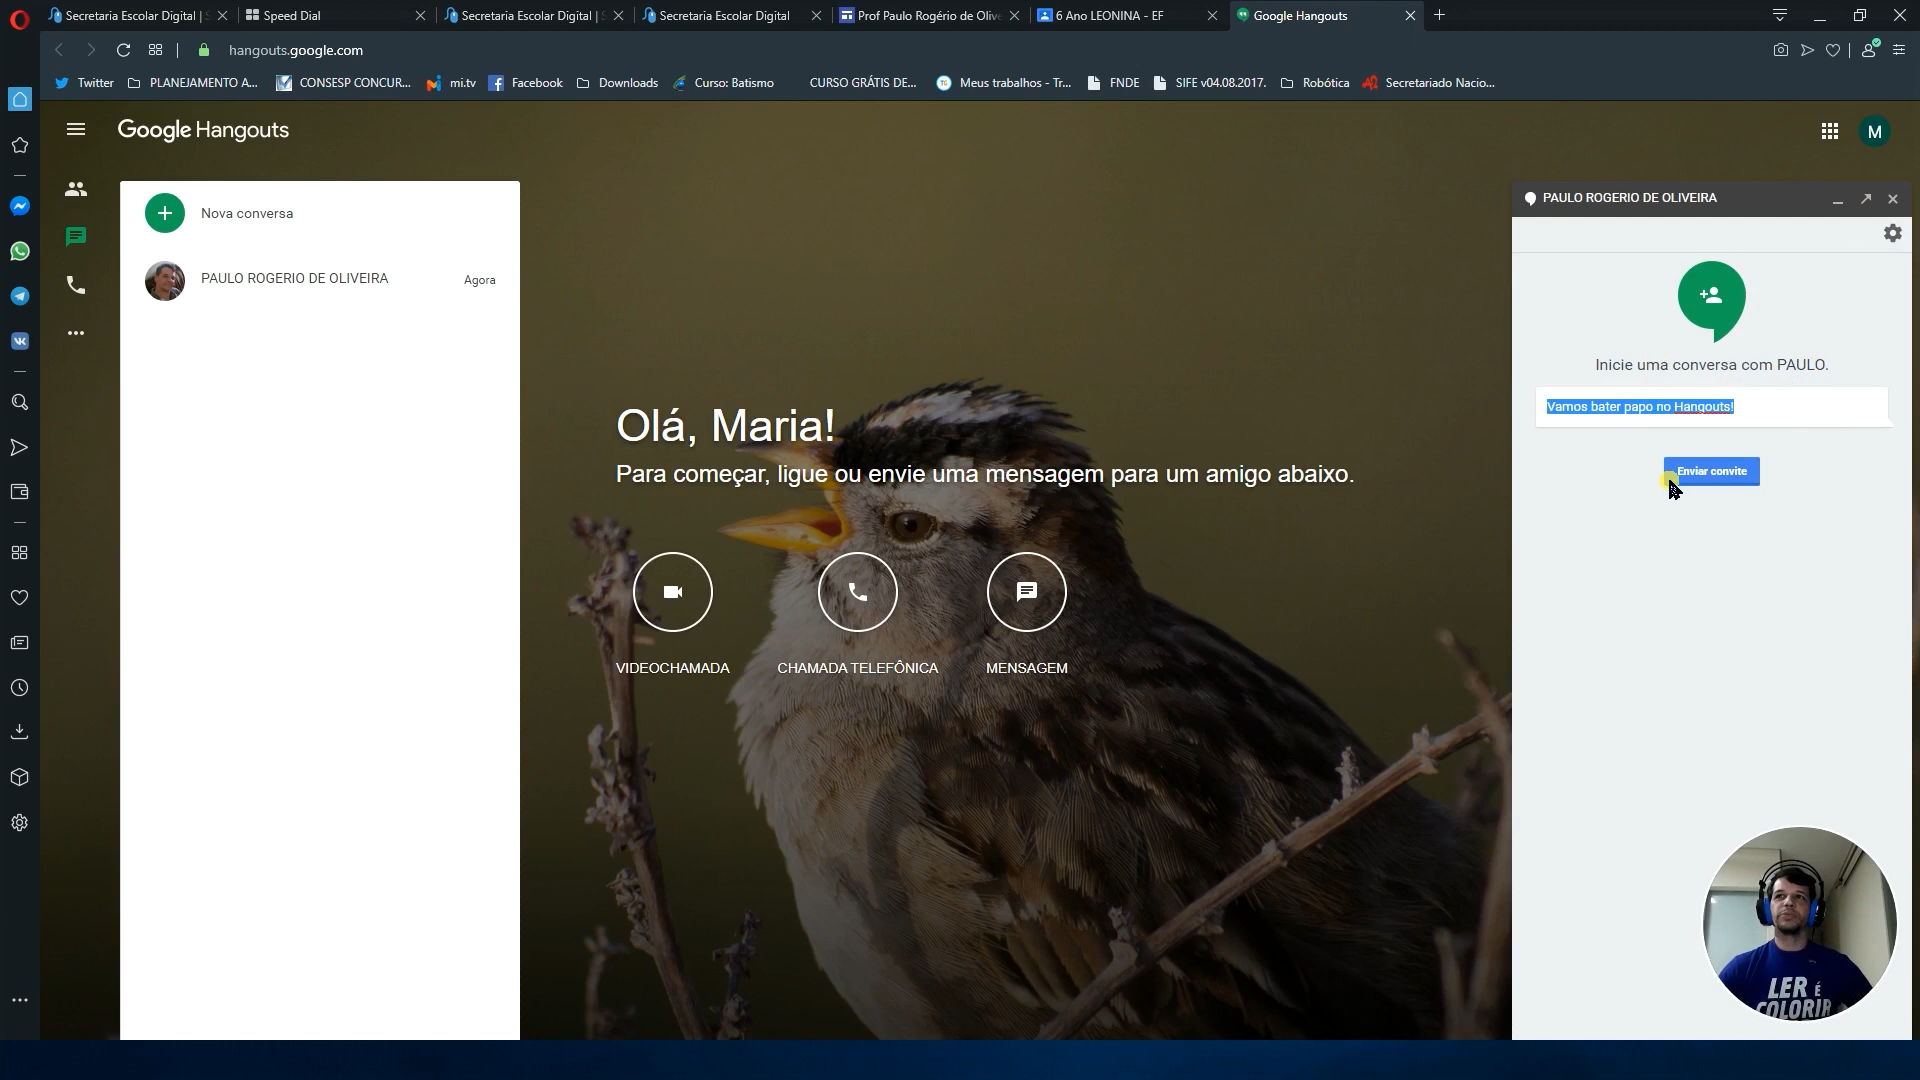 Secretaria Escolar Digital | S
Speed Dial
Secretaria Escolar Digital | S
Secretaria Escolar Digital
Prof Paulo Rogério de Olive
6 Ano LEONINA - EF
Google Hangouts
hangouts.google.com
Twitter
PLANEJAMENTO A...
CONSESP CONCUR...
mi.tv
Facebook
Downloads
Curso: Batismo
CURSO GRÁTIS DE...
Meus trabalhos - Tr...
FNDE
SIFE v04.08.2017.
Robótica
Secretariado Nacio...
Google Hangouts
M
Nova conversa
PAULO ROGERIO DE OLIVEIRA
Agora
Olá, Maria!
Para começar, ligue ou envie uma mensagem para um amigo abaixo.
VIDEOCHAMADA
CHAMADA TELEFÔNICA
MENSAGEM
PAULO ROGERIO DE OLIVEIRA
Inicie uma conversa com PAULO.
Vamos bater papo no Hangouts!
Enviar convite
LER É
COLORIR